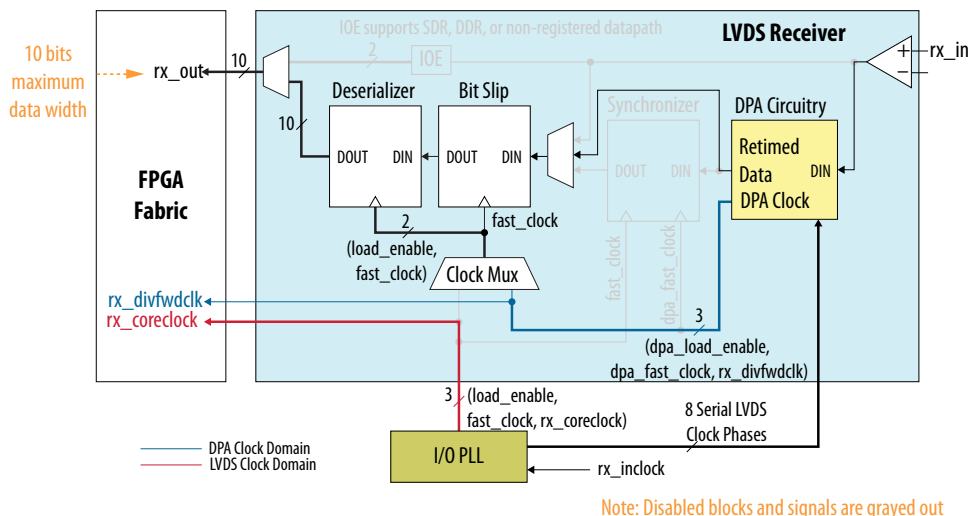 IOE supports SDR, DDR, or non-registered datapath
LVDS Receiver
10 bits
maximum
data width
rx_out
10
2
IOE
+
−
rx_in
Deserializer
Bit Slip
Synchronizer
DPA Circuitry
10
DOUT
DIN
DOUT
DIN
DOUT
DIN
Retimed
Data
DIN
DPA Clock
FPGA
Fabric
2
(load_enable,
fast_clock)
fast_clock
Clock Mux
fast_clock
dpa_fast_clock
rx_divfwdclk
rx_coreclock
3
(dpa_load_enable,
dpa_fast_clock, rx_divfwdclk)
3
(load_enable,
fast_clock, rx_coreclock)
8 Serial LVDS
Clock Phases
I/O PLL
rx_inclock
DPA Clock Domain
LVDS Clock Domain
Note: Disabled blocks and signals are grayed out